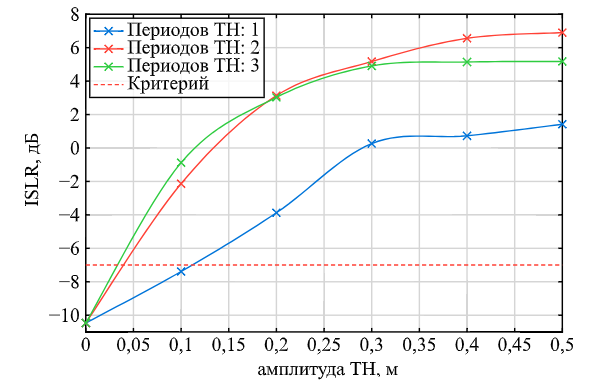 8
6
4
2
0
−2
−4
−6
−8
−10
ISLR, дБ
Периодов ТН: 1
Периодов ТН: 2
Периодов ТН: 3
Критерий
0 0,05 0,1 0,15 0,2 0,25 0,3 0,35 0,4 0,45 0,5
амплитуда ТН, м